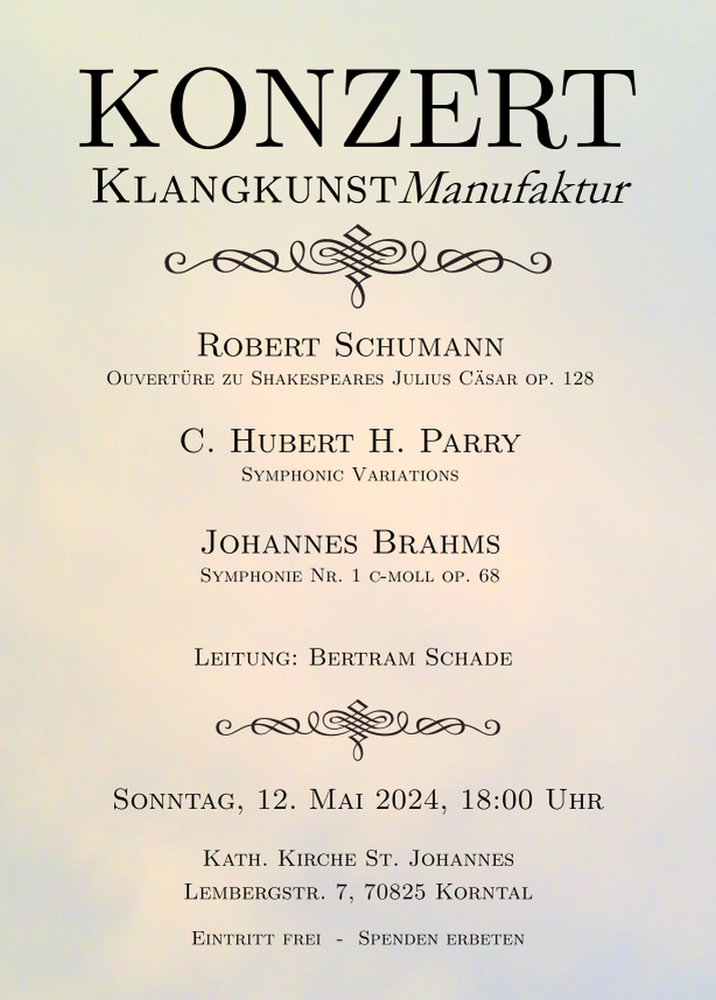 KONZERT
KLANGKUNSTManufaktur
ROBERT SCHUMANN
OUVERTÜRE ZU SHAKESPEARES JULIUS CÄSAR OP. 128
C. HUBERT H. PARRY
SYMPHONIC VARIATIONS
JOHANNES BRAHMS
SYMPHONIE NR. 1 C-MOLL OP. 68
LEITUNG: BERTRAM SCHADE
SONNTAG, 12. MAI 2024, 18:00 UHR
KATH. KIRCHE ST. JOHANNES
LEMBERGSTR. 7, 70825 KORNTAL
EINTRITT FREI - SPENDEN ERBETEN